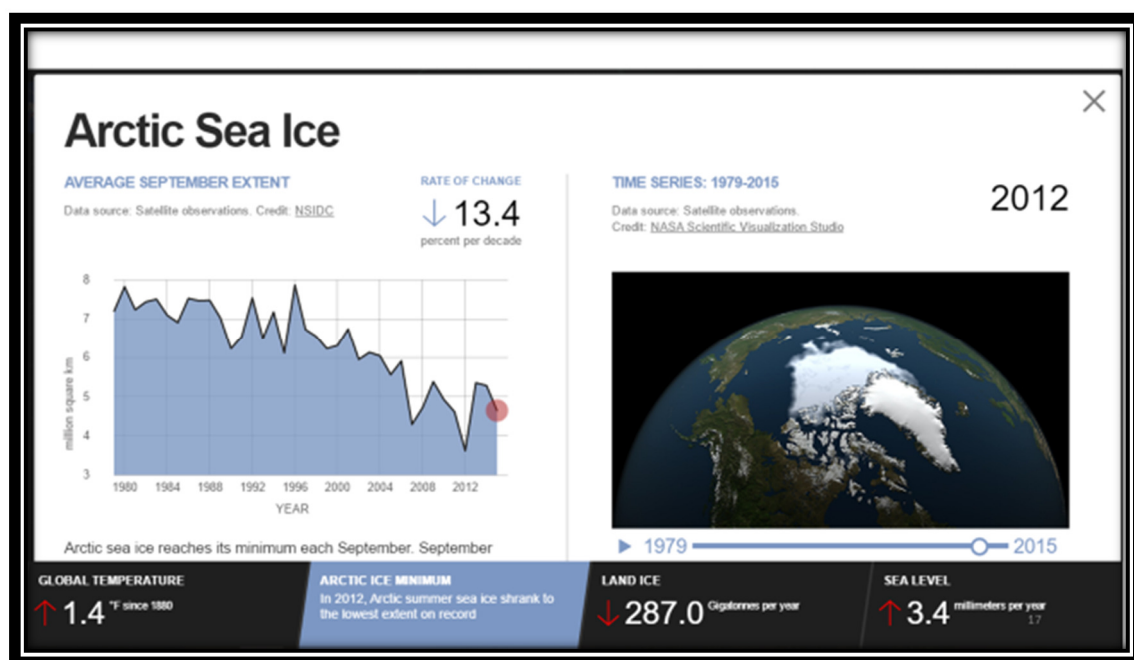 Arctic Sea Ice
AVERAGE SEPTEMBER EXTENT
Data source: Satellite observations. Credit: NSIDC
RATE OF CHANGE
13.4
percent per decade
8
7
6
5
4
3
million square km
1980 1984 1988 1992 1996 2000 2004 2008 2012
YEAR
Arctic sea ice reaches its minimum each September. September
TIME SERIES: 1979-2015
Data source: Satellite observations.
Credit: NASA Scientific Visualization Studio
2012
1979 2015
GLOBAL TEMPERATURE
1.4 °F since 1880
ARCTIC ICE MINIMUM
In 2012, Arctic summer sea ice shrank to
the lowest extent on record
LAND ICE
287.0 Gigatonnes per year
SEA LEVEL
3.4 millimeters per year
17